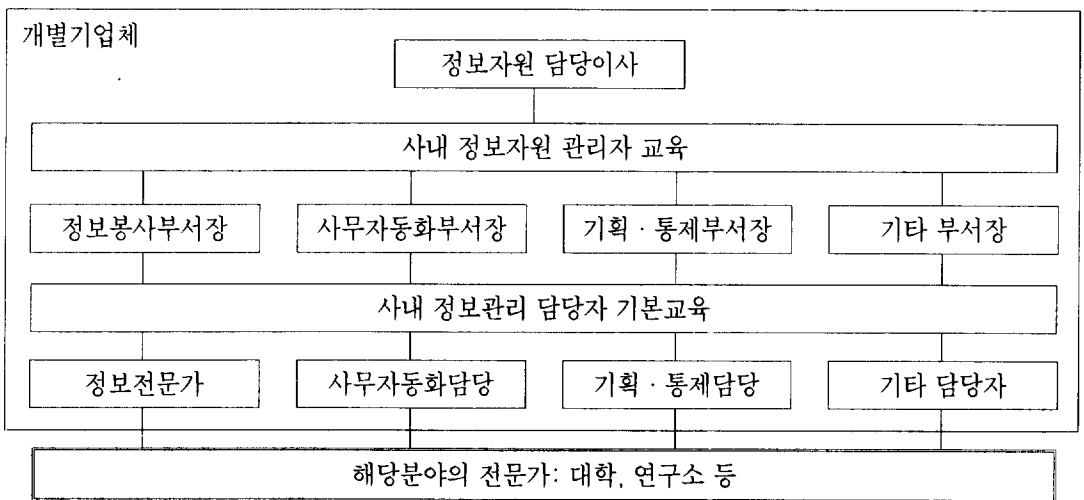 개별기업체
정보자원 담당이사
사내 정보자원 관리자 교육
정보봉사부서장 사무자동화부서장 기획 · 통제부서장 기타 부서장
사내 정보관리 담당자 기본교육
정보전문가 사무자동화담당 기획 · 통제담당 기타 담당자
해당분야의 전문가: 대학, 연구소 등